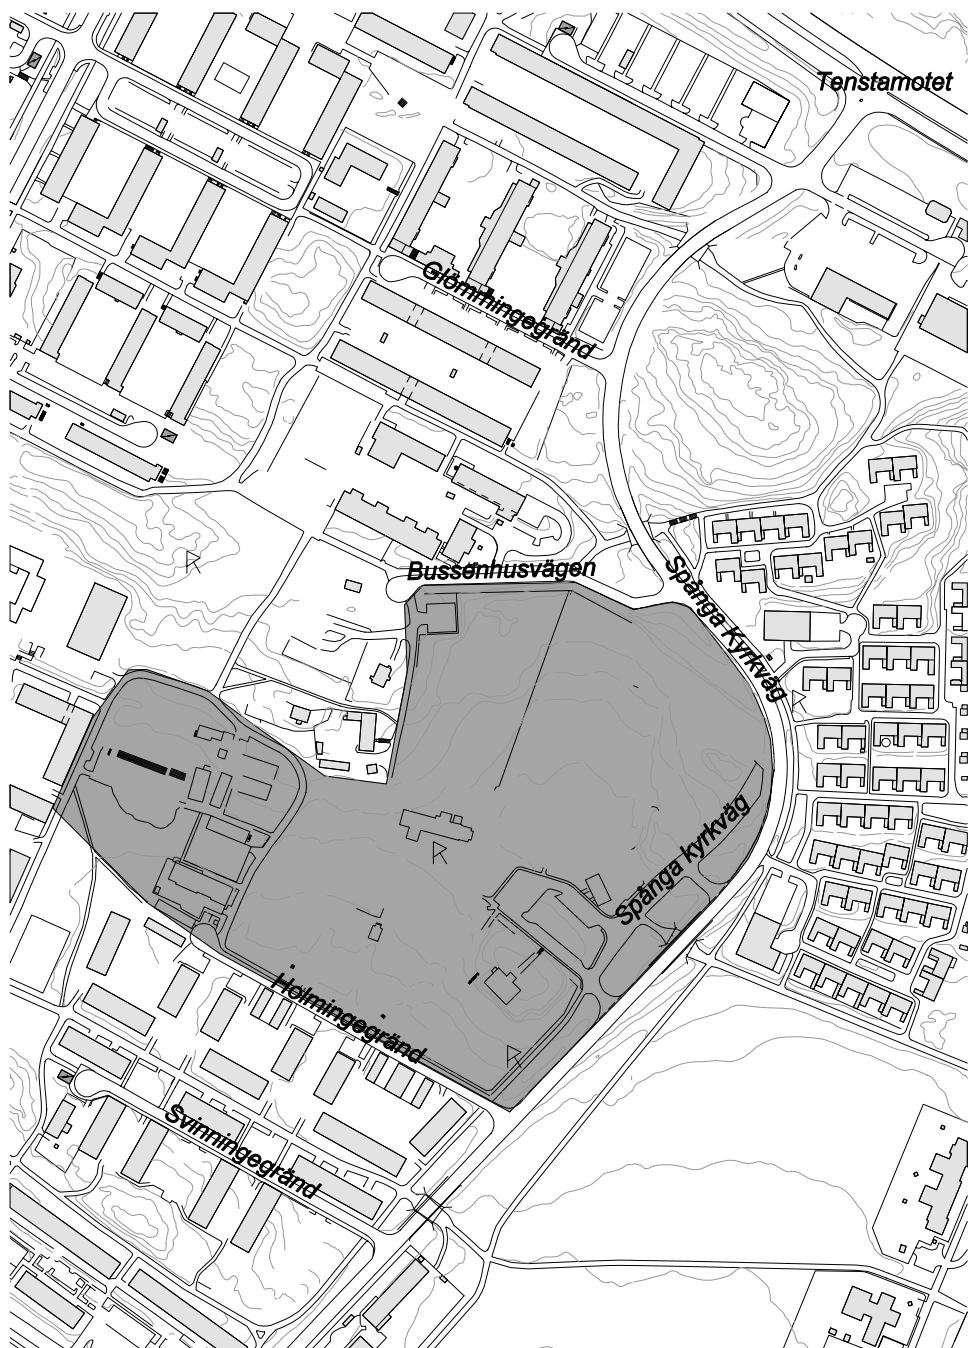 Tenstamotet
Glömmingegränd
Bussenhusvägen
Spånga Kyrkväg
Spånga kyrkväg
Holmingegränd
Svinningegränd